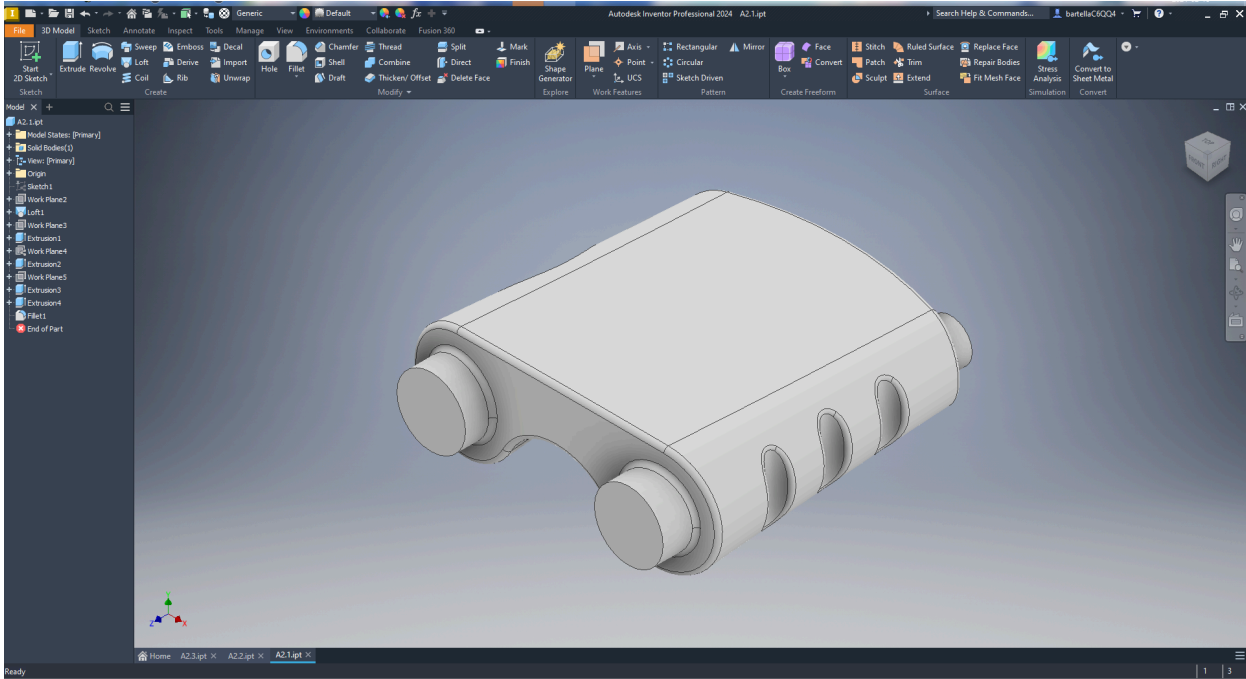 Generic Default fx Autodesk Inventor Professional 2024 A2.1.ipt Search Help & Commands... bartellaC6QQ4
File 3D Model Sketch Annotate Inspect Tools Manage View Environments Collaborate Fusion 360
Sweep Emboss Decal Chamfer Thread Split Mark Axis Rectangular Mirror Face Stitch Ruled Surface Replace Face
Start 2D Sketch Extrude Revolve Loft Derive Import Hole Fillet Shell Combine Direct Finish Shape Generator Plane Point Circular Box Convert Patch Trim Repair Bodies Stress Analysis Convert to Sheet Metal
Coil Rib Unwrap Draft Thicken/ Offset Delete Face UCS Sketch Driven Sculpt Extend Fit Mesh Face
Sketch Create Modify Explore Work Features Pattern Create Freeform Surface Simulation Convert
Model
A2.1.ipt
Model States: [Primary]
Solid Bodies(1)
View: [Primary]
Origin
Sketch1
Work Plane2
Loft1
Work Plane3
Extrusion1
Work Plane4
Extrusion2
Work Plane5
Extrusion3
Extrusion4
Fillet1
End of Part
TOP
FRONT RIGHT
Y
Z X
Home A2.3.ipt A2.2.ipt A2.1.ipt
Ready 1 3